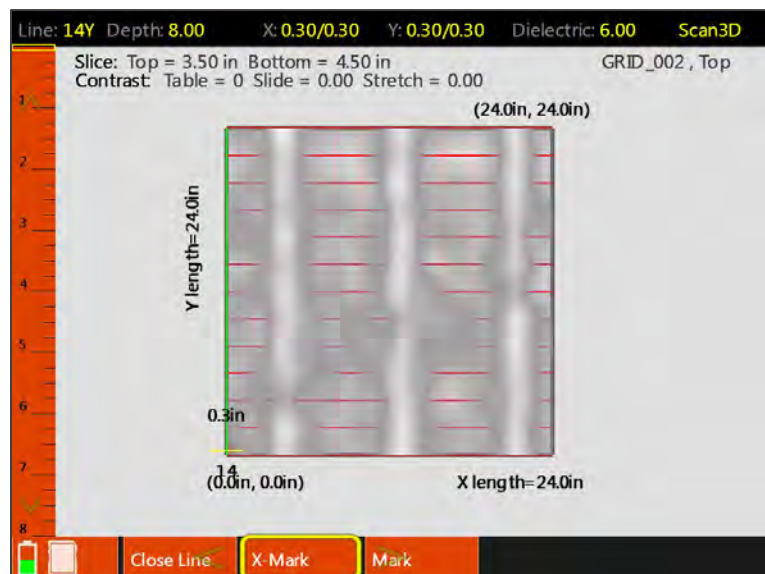 Line: 14Y Depth: 8.00 X: 0.30/0.30 Y: 0.30/0.30 Dielectric: 6.00 Scan3D
Slice: Top = 3.50 in Bottom = 4.50 in GRID_002 , Top
Contrast: Table = 0 Slide = 0.00 Stretch = 0.00
(24.0in, 24.0in)
1
2
3
4
5
6
7
8
Y length=24.0in
0.3in
14
(0.0in, 0.0in) X length=24.0in
Close Line X-Mark Mark